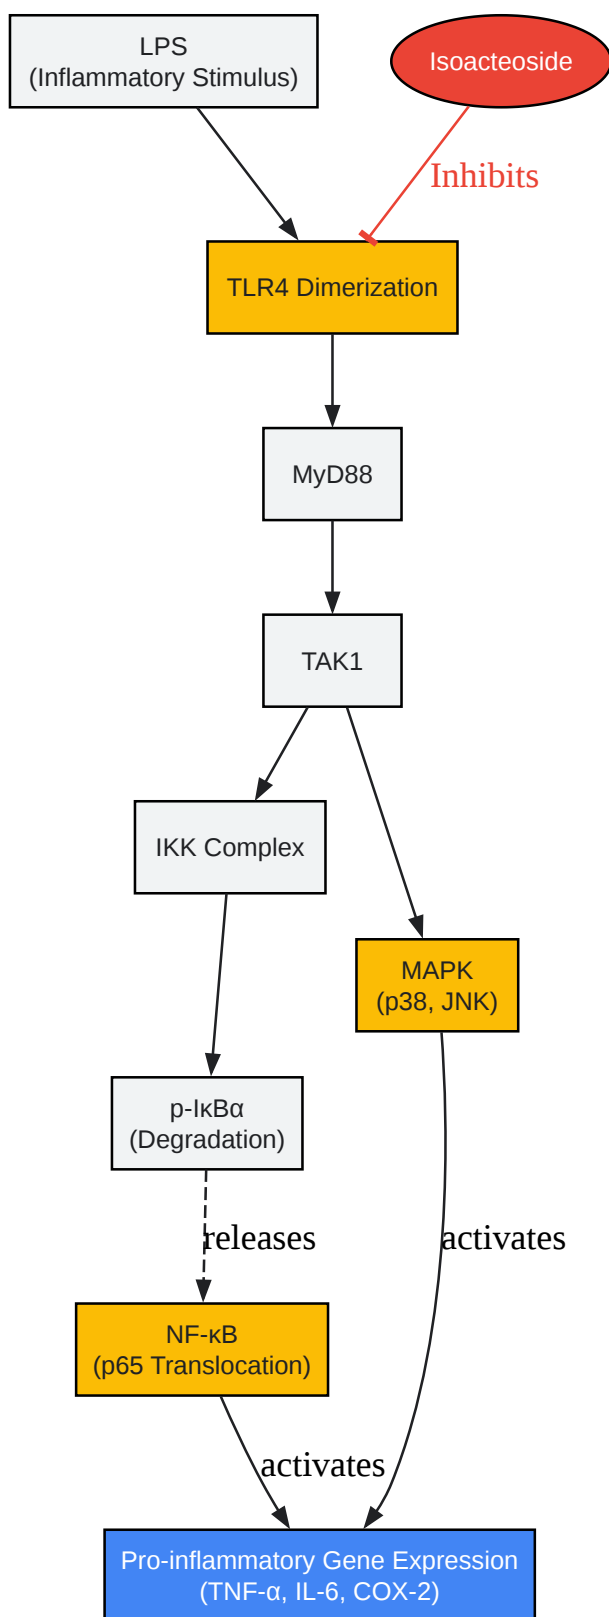 LPS
(Inflammatory Stimulus)
Isoacteoside
Inhibits
TLR4 Dimerization
MyD88
TAK1
IKK Complex
MAPK
(p38, JNK)
p-IκBα
(Degradation)
releases
activates
NF-κB
(p65 Translocation)
activates
Pro-inflammatory Gene Expression
(TNF-α, IL-6, COX-2)